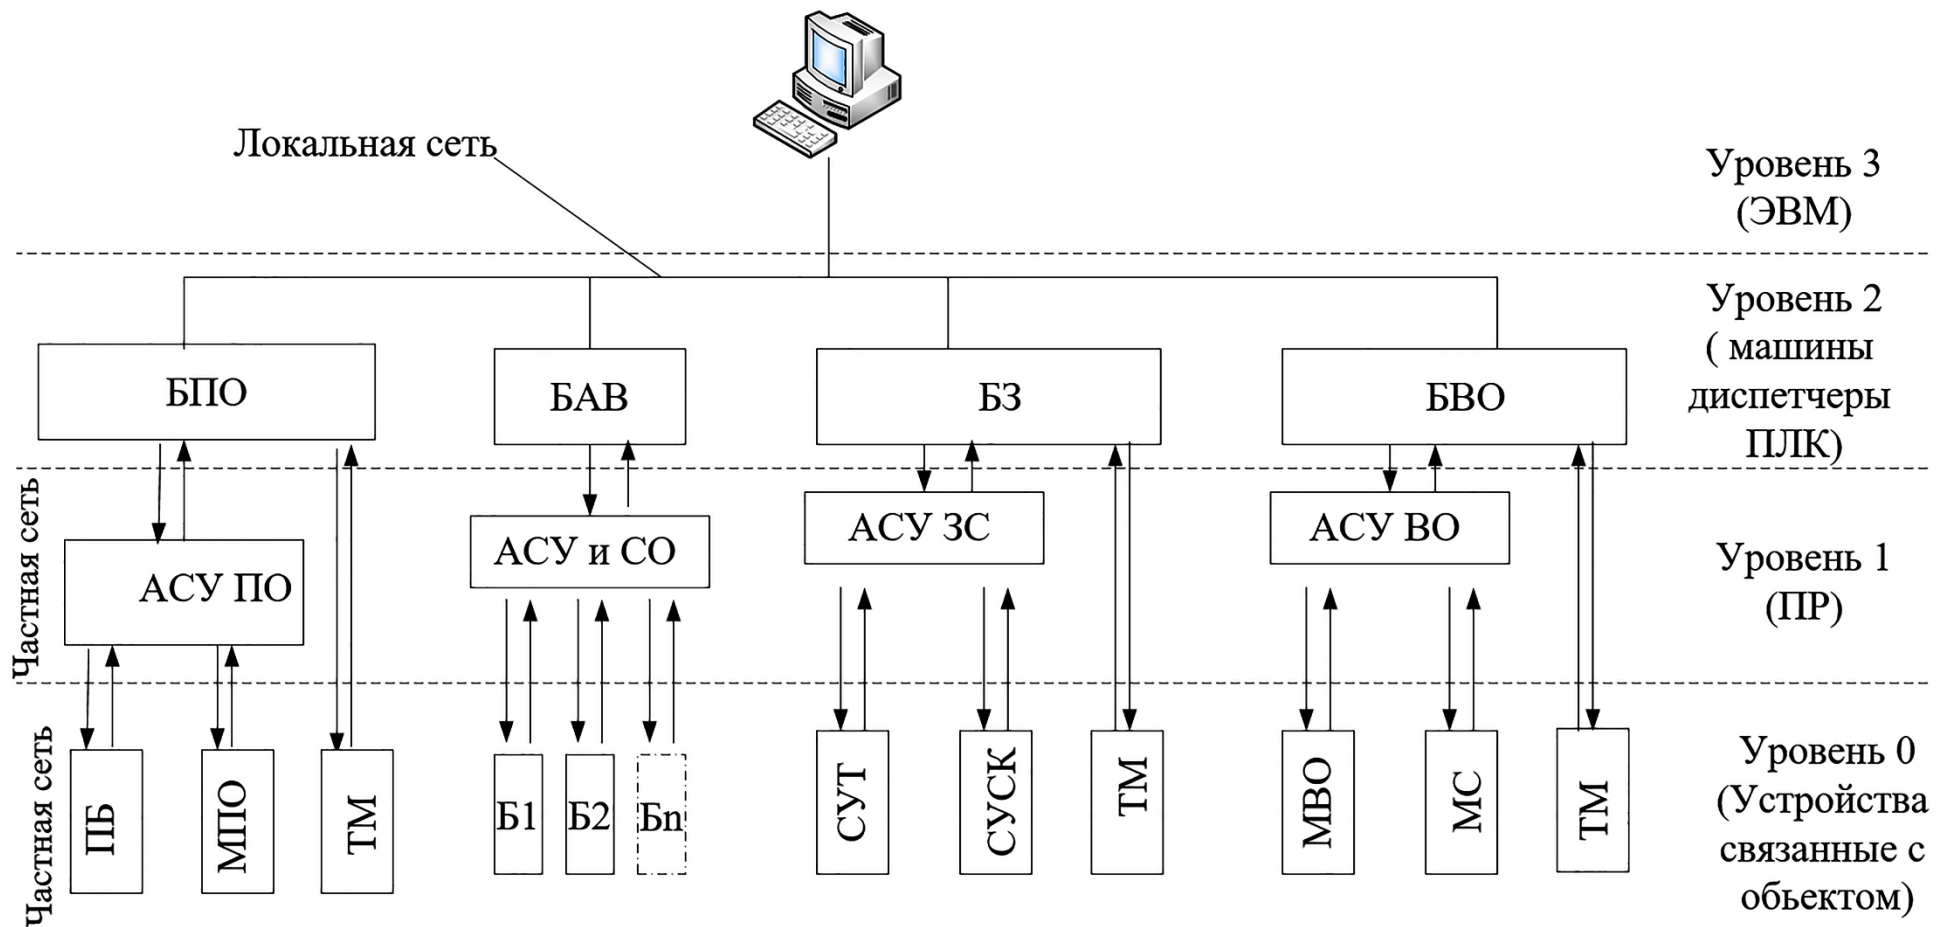 Локальная сеть
Уровень 3
(ЭВМ)
Уровень 2
( машины
диспетчеры
ПЛК)
БПО
БАВ
БЗ
БВО
Частная сеть
АСУ ПО
АСУ и СО
АСУ ЗС
АСУ ВО
Уровень 1
(ПР)
Частная сеть
ПБ
МПО
ТМ
Б1
Б2
Бn
СУТ
СУСК
ТМ
МВО
МС
ТМ
Уровень 0
(Устройства
связанные с
обьектом)